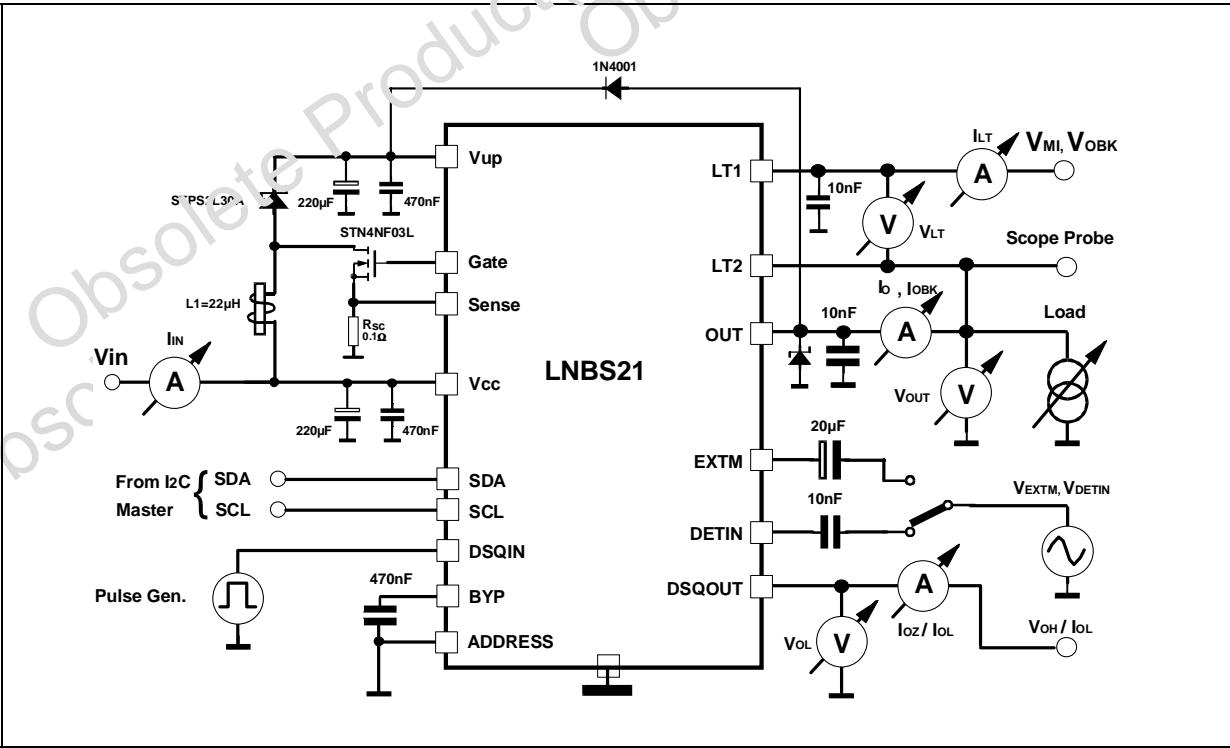 Obsolete Product
Obsolete
1N4001
Vup
STN4NF03L
220µF
470nF
Gate
Sense
L1=22µH
RSC
0.1Ω
Vin
IIN
A
Vcc
220µF
470nF
From I2C { SDA
Master SCL
SDA
SCL
DSQIN
Pulse Gen.
470nF
BYP
ADDRESS
LNBS21
LT1
10nF
ILT
A
VMI, VOBK
V
VLT
LT2
Scope Probe
IO , IOBK
10nF
OUT
A
Load
VOUT
V
20µF
EXTM
10nF
VEXTM, VDETIN
DETIN
DSQOUT
A
VOL
V
IOZ / IOL
VOH / IOL